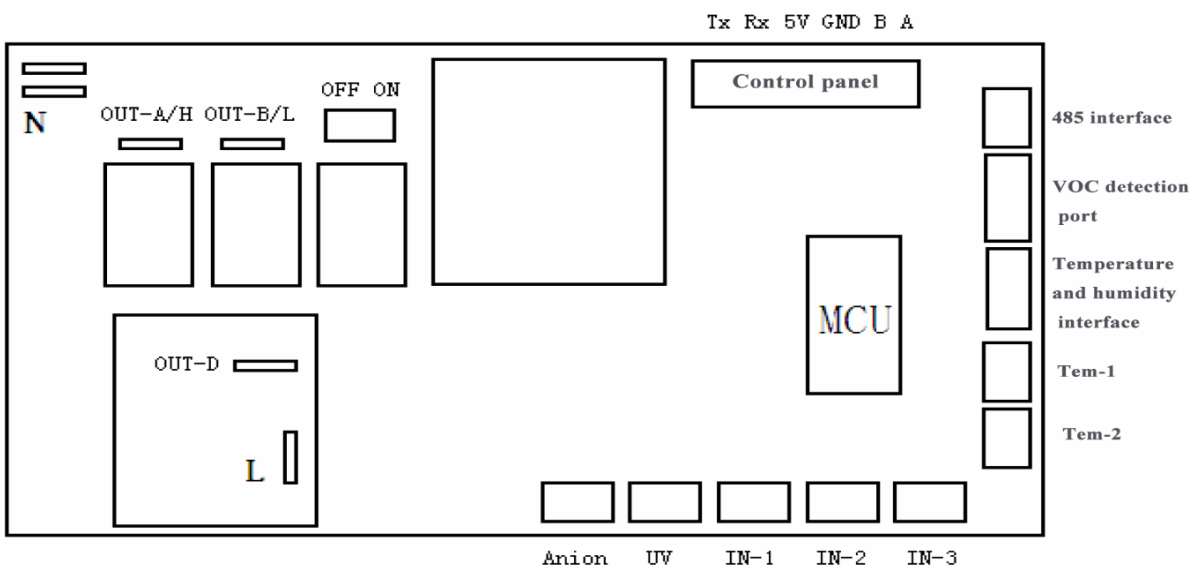 Tx Rx 5V GND B A
Control panel
OFF ON
N
OUT-A/H OUT-B/L
485 interface
VOC detection
port
Temperature
and humidity
interface
MCU
OUT-D
Tem-1
Tem-2
L
Anion UV IN-1 IN-2 IN-3